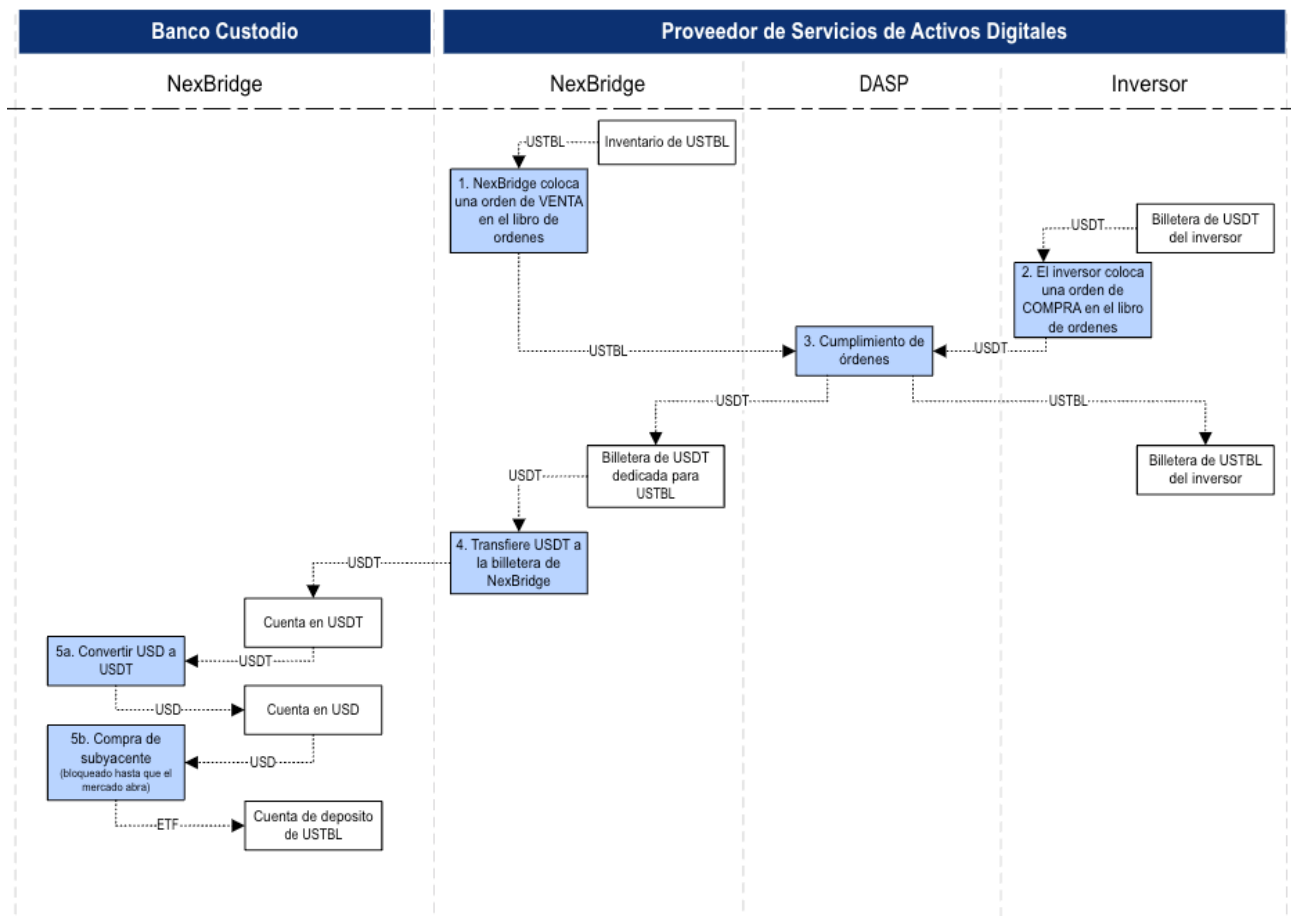 Banco Custodio
Proveedor de Servicios de Activos Digitales
NexBridge
NexBridge
DASP
Inversor
USTBL
Inventario de USTBL
1. NexBridge coloca
una orden de VENTA
en el libro de
ordenes
USDT
Billetera de USDT
del inversor
2. El inversor coloca
una orden de
COMPRA en el libro
de ordenes
USTBL
3. Cumplimiento de
órdenes
USDT
USDT
USTBL
Billetera de USDT
dedicada para
USTBL
Billetera de USTBL
del inversor
USDT
4. Transfiere USDT a
la billetera de
NexBridge
USDT
Cuenta en USDT
5a. Convertir USD a
USDT
USDT
USD
Cuenta en USD
5b. Compra de
subyacente
(bloqueado hasta que el
mercado abra)
USD
ETF
Cuenta de deposito
de USTBL